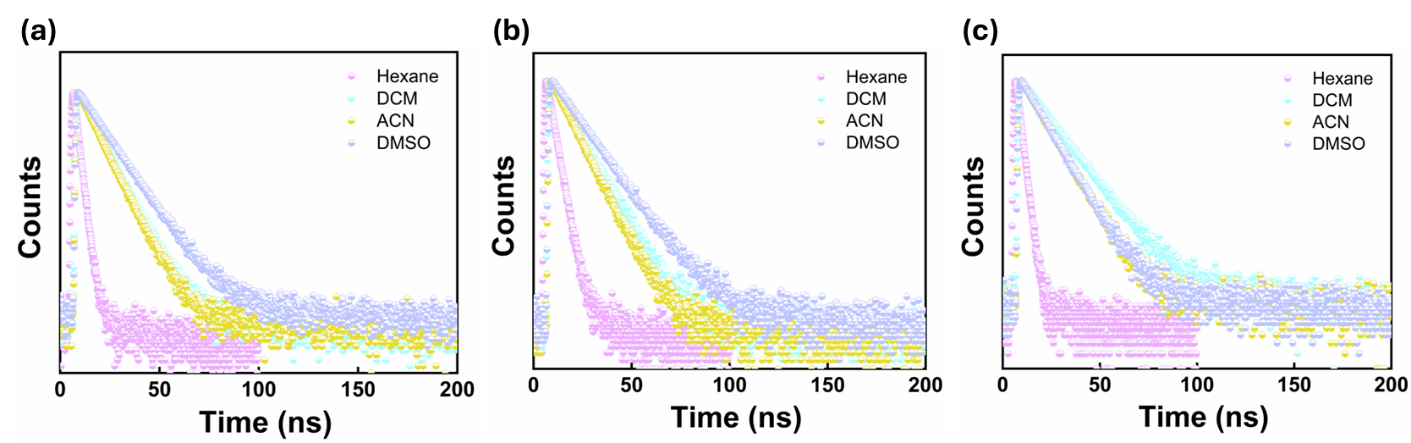 (a)
Counts
Hexane
DCM
ACN
DMSO
0 50 100 150 200
Time (ns)
(b)
Counts
Hexane
DCM
ACN
DMSO
0 50 100 150 200
Time (ns)
(c)
Counts
Hexane
DCM
ACN
DMSO
0 50 100 150 200
Time (ns)